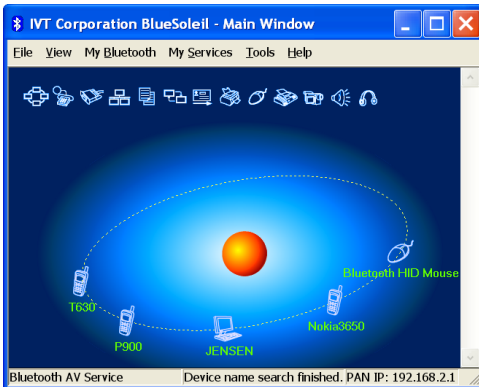 IVT Corporation BlueSoleil - Main Window
File View My Bluetooth My Services Tools Help
Bluetooth HID Mouse
T630
Nokia3650
P900
JENSEN
Bluetooth AV Service Device name search finished. PAN IP: 192.168.2.1